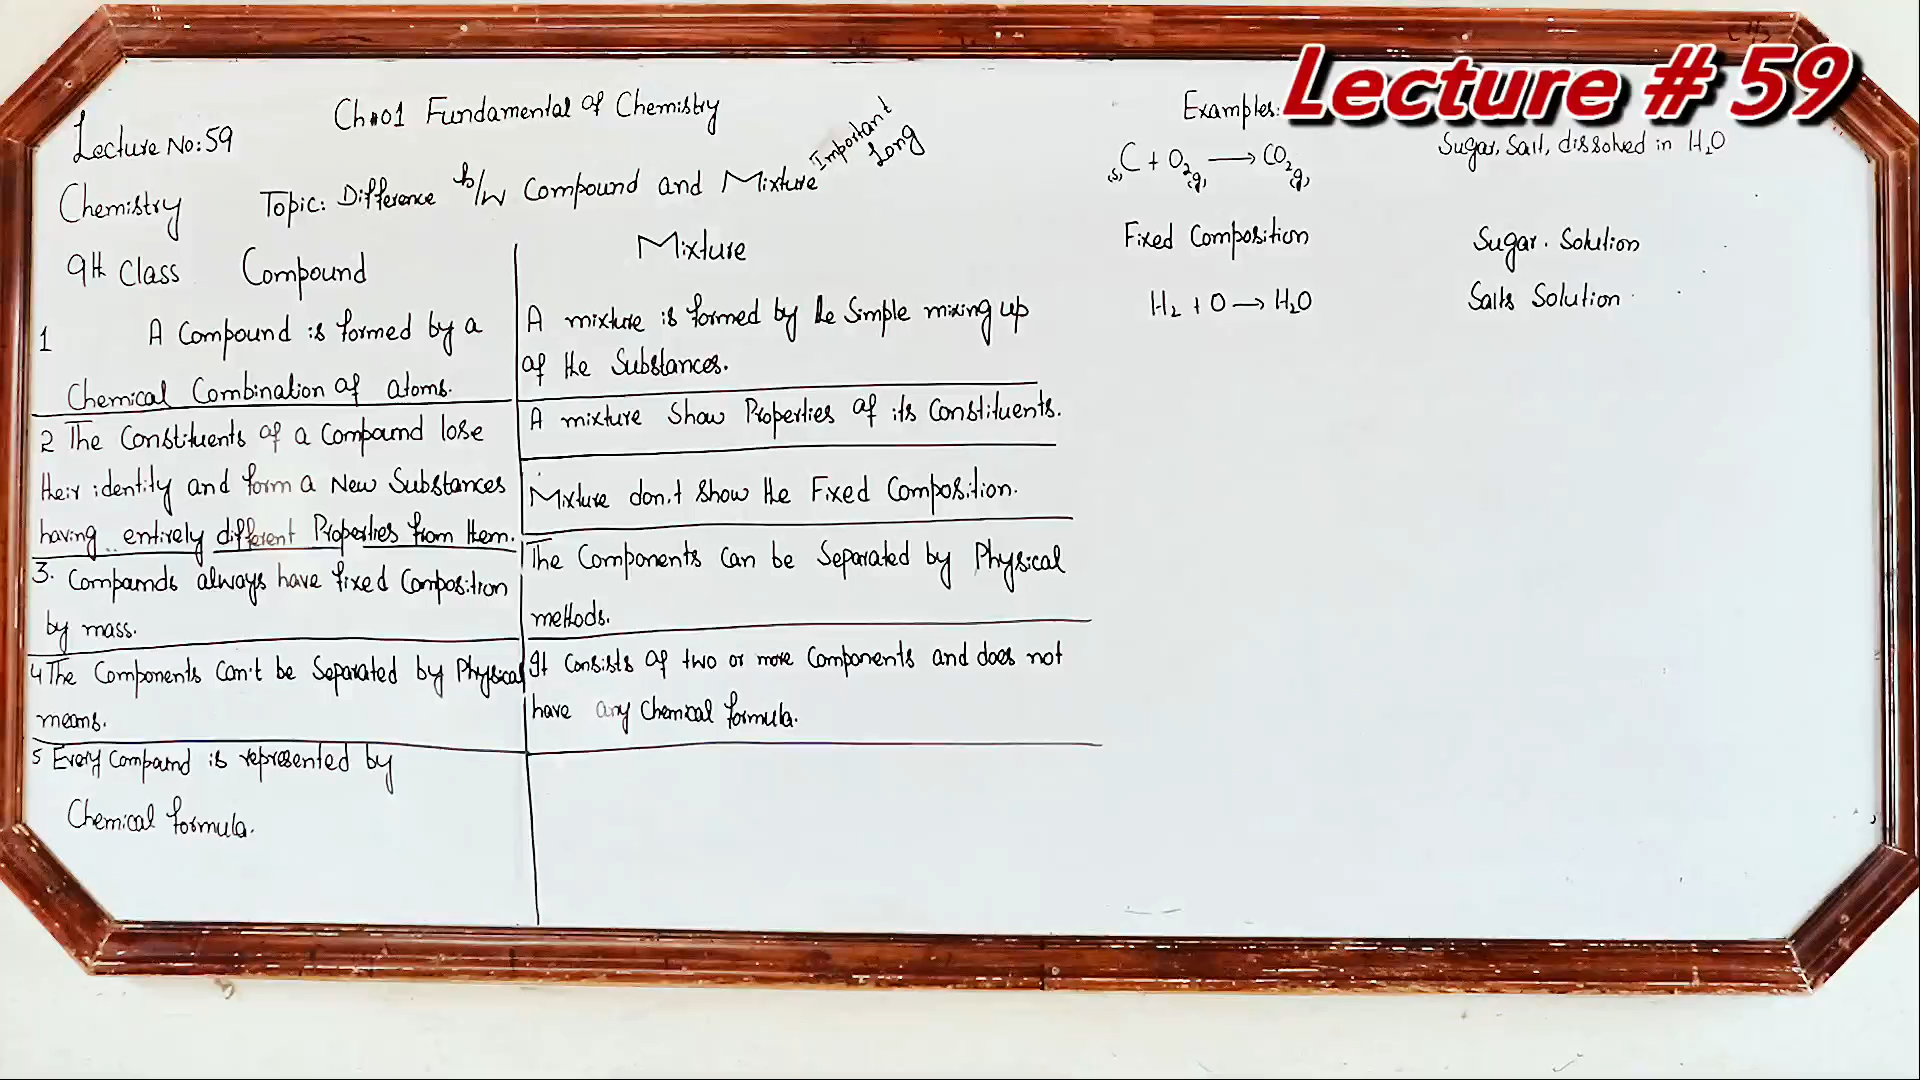 Lecture # 59
Lecture No:59
Ch#01 Fundamental of Chemistry
Chemistry
Topic: Difference b/w Compound and Mixture
Important
Long
9th Class
Compound
1 A Compound is formed by a
Chemical Combination of atoms.
2 The Constituents of a Compound lose
their identity and form a New Substances
having entirely different Properties from them.
3. Compounds always have fixed Composition
by mass.
4 The Components Can't be Separated by Physical
means.
5 Every Compound is represented by
Chemical formula.
Mixture
A mixture is formed by the Simple mixing up
of the Substances.
A mixture Show Properties of its Constituents.
Mixture don,t show the Fixed Composition.
The Components Can be Separated by Physical
methods.
It Consists of two or more Components and does not
have any Chemical formula.
Examples:
(s)C + O2(g) → CO2(g)
Fixed Composition
H2 + O → H2O
Sugar, Salt, dissolved in H2O
Sugar. Solution
Salts Solution